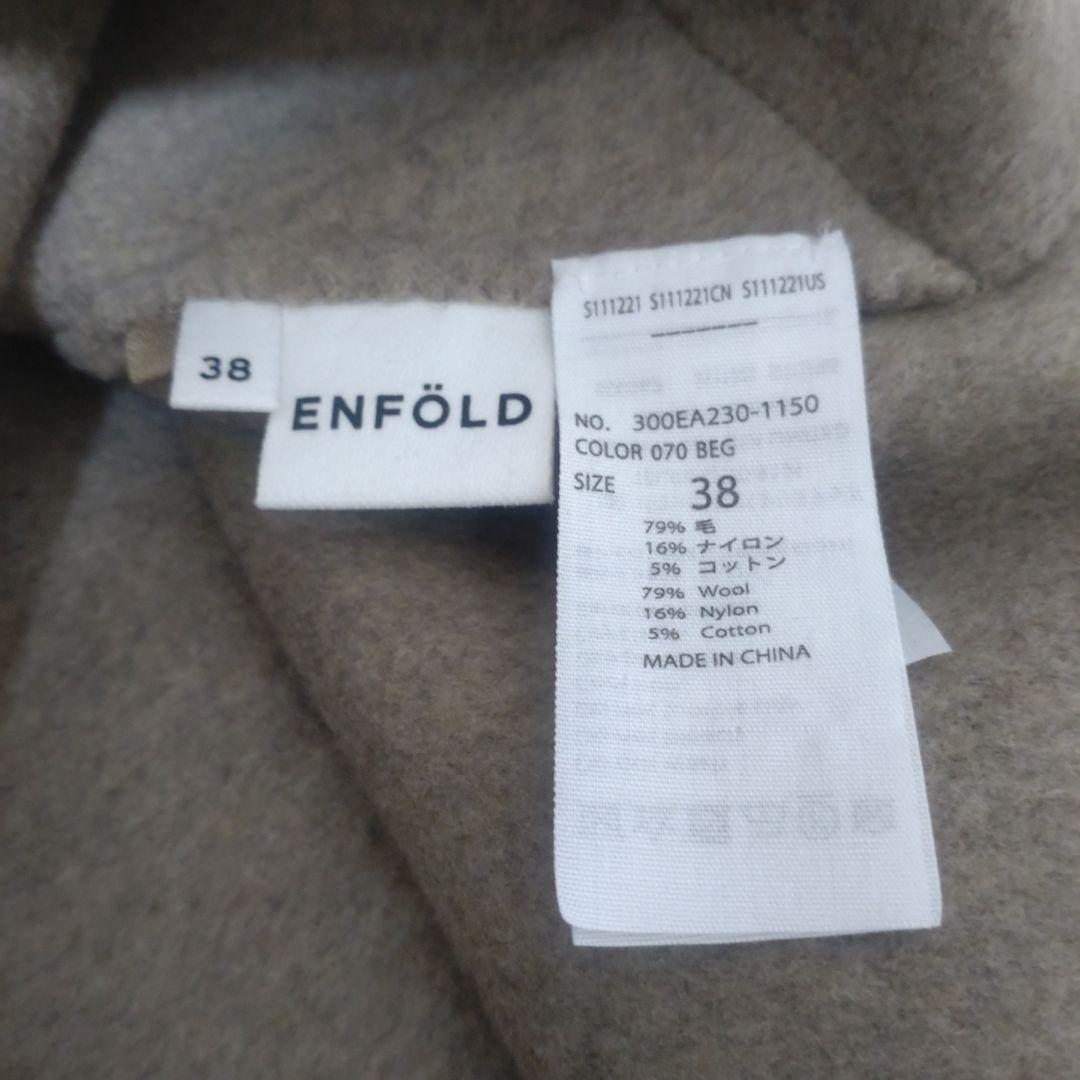 38
ENFÖLD
S111221 S111221CN S111221US
NO. 300EA230-1150
COLOR 070 BEG
SIZE 38
79% 毛
16% ナイロン
5% コットン
79% Wool
16% Nylon
5% Cotton
MADE IN CHINA